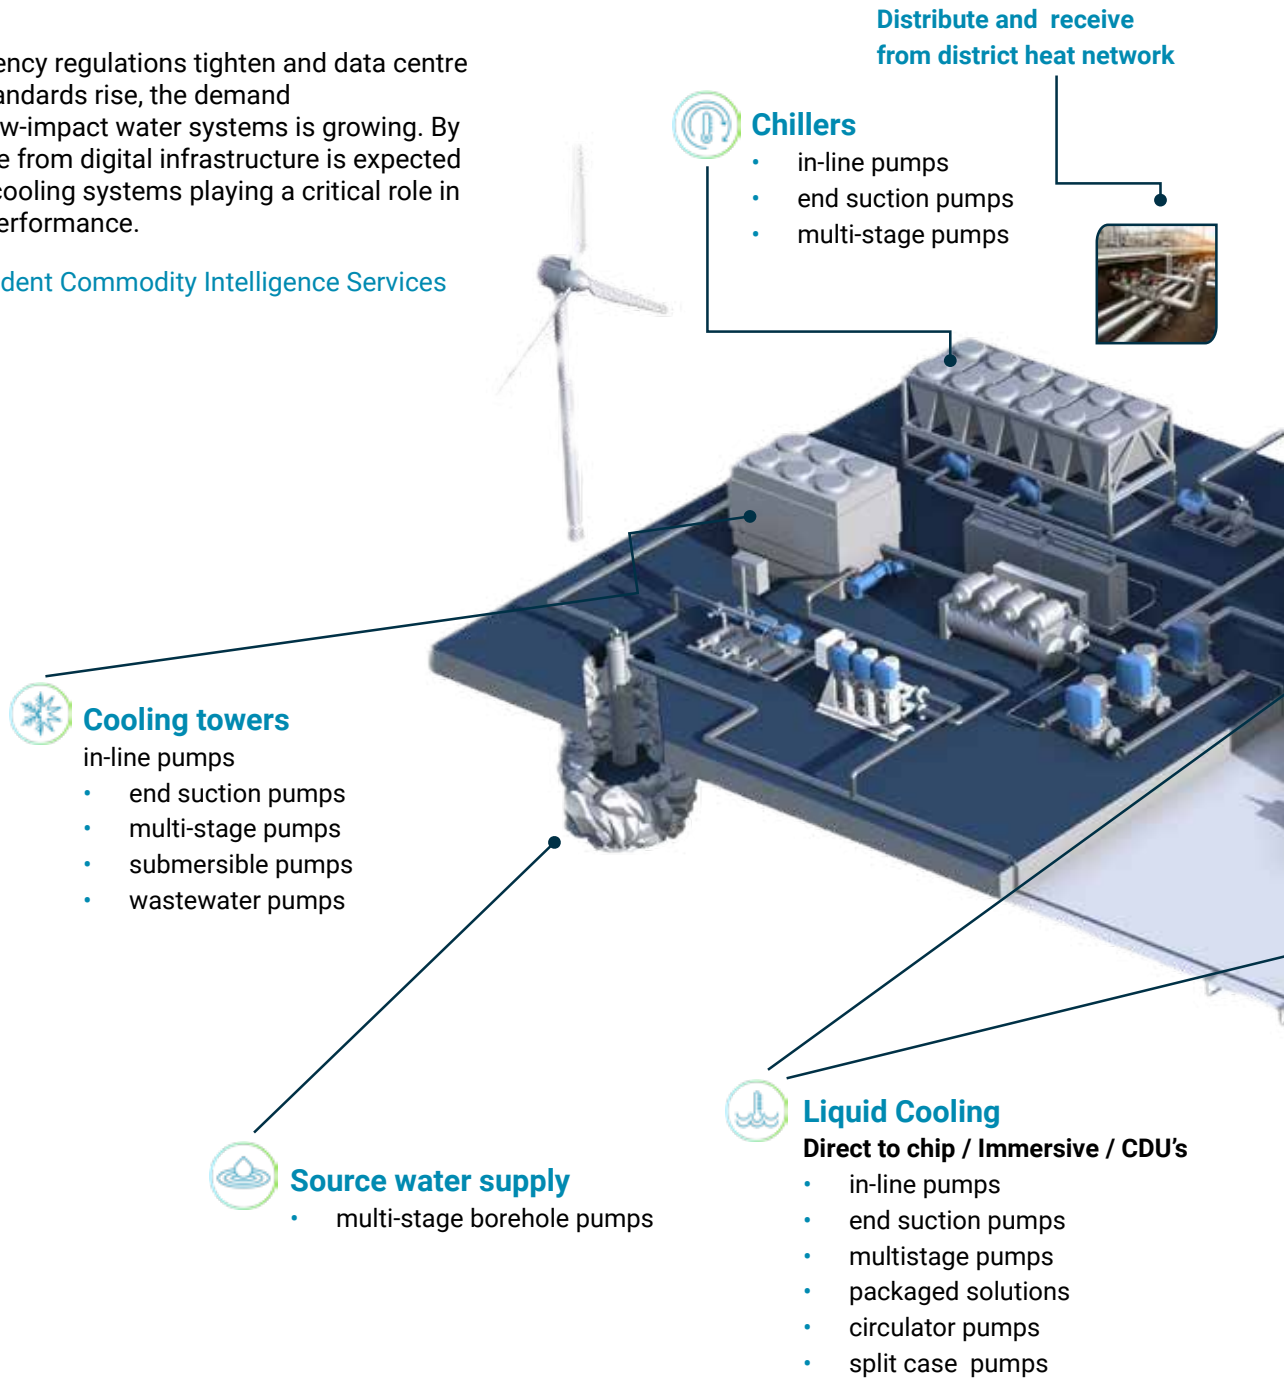 Distribute and receive
from district heat network
ency regulations tighten and data centre
andards rise, the demand
w-impact water systems is growing. By
e from digital infrastructure is expected
cooling systems playing a critical role in
erformance.
dent Commodity Intelligence Services
Chillers
• in-line pumps
• end suction pumps
• multi-stage pumps
Cooling towers
in-line pumps
• end suction pumps
• multi-stage pumps
• submersible pumps
• wastewater pumps
Source water supply
• multi-stage borehole pumps
Liquid Cooling
Direct to chip / Immersive / CDU’s
• in-line pumps
• end suction pumps
• multistage pumps
• packaged solutions
• circulator pumps
• split case pumps